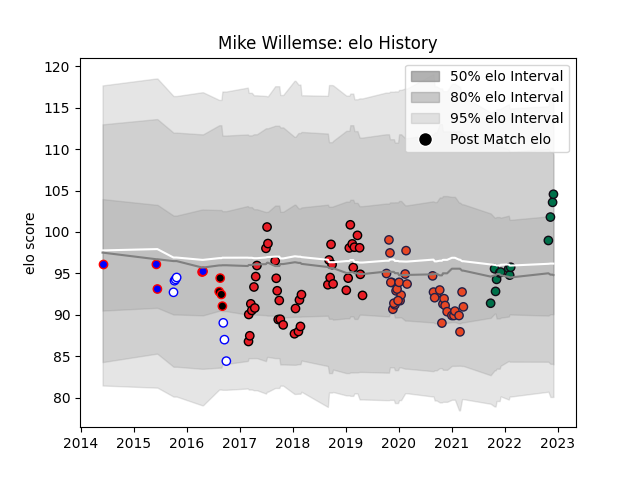 Mike Willemse: elo History
50% elo Interval
80% elo Interval
95% elo Interval
Post Match elo
elo score
120
115
110
105
100
95
90
85
80
2014 2015 2016 2017 2018 2019 2020 2021 2022 2023